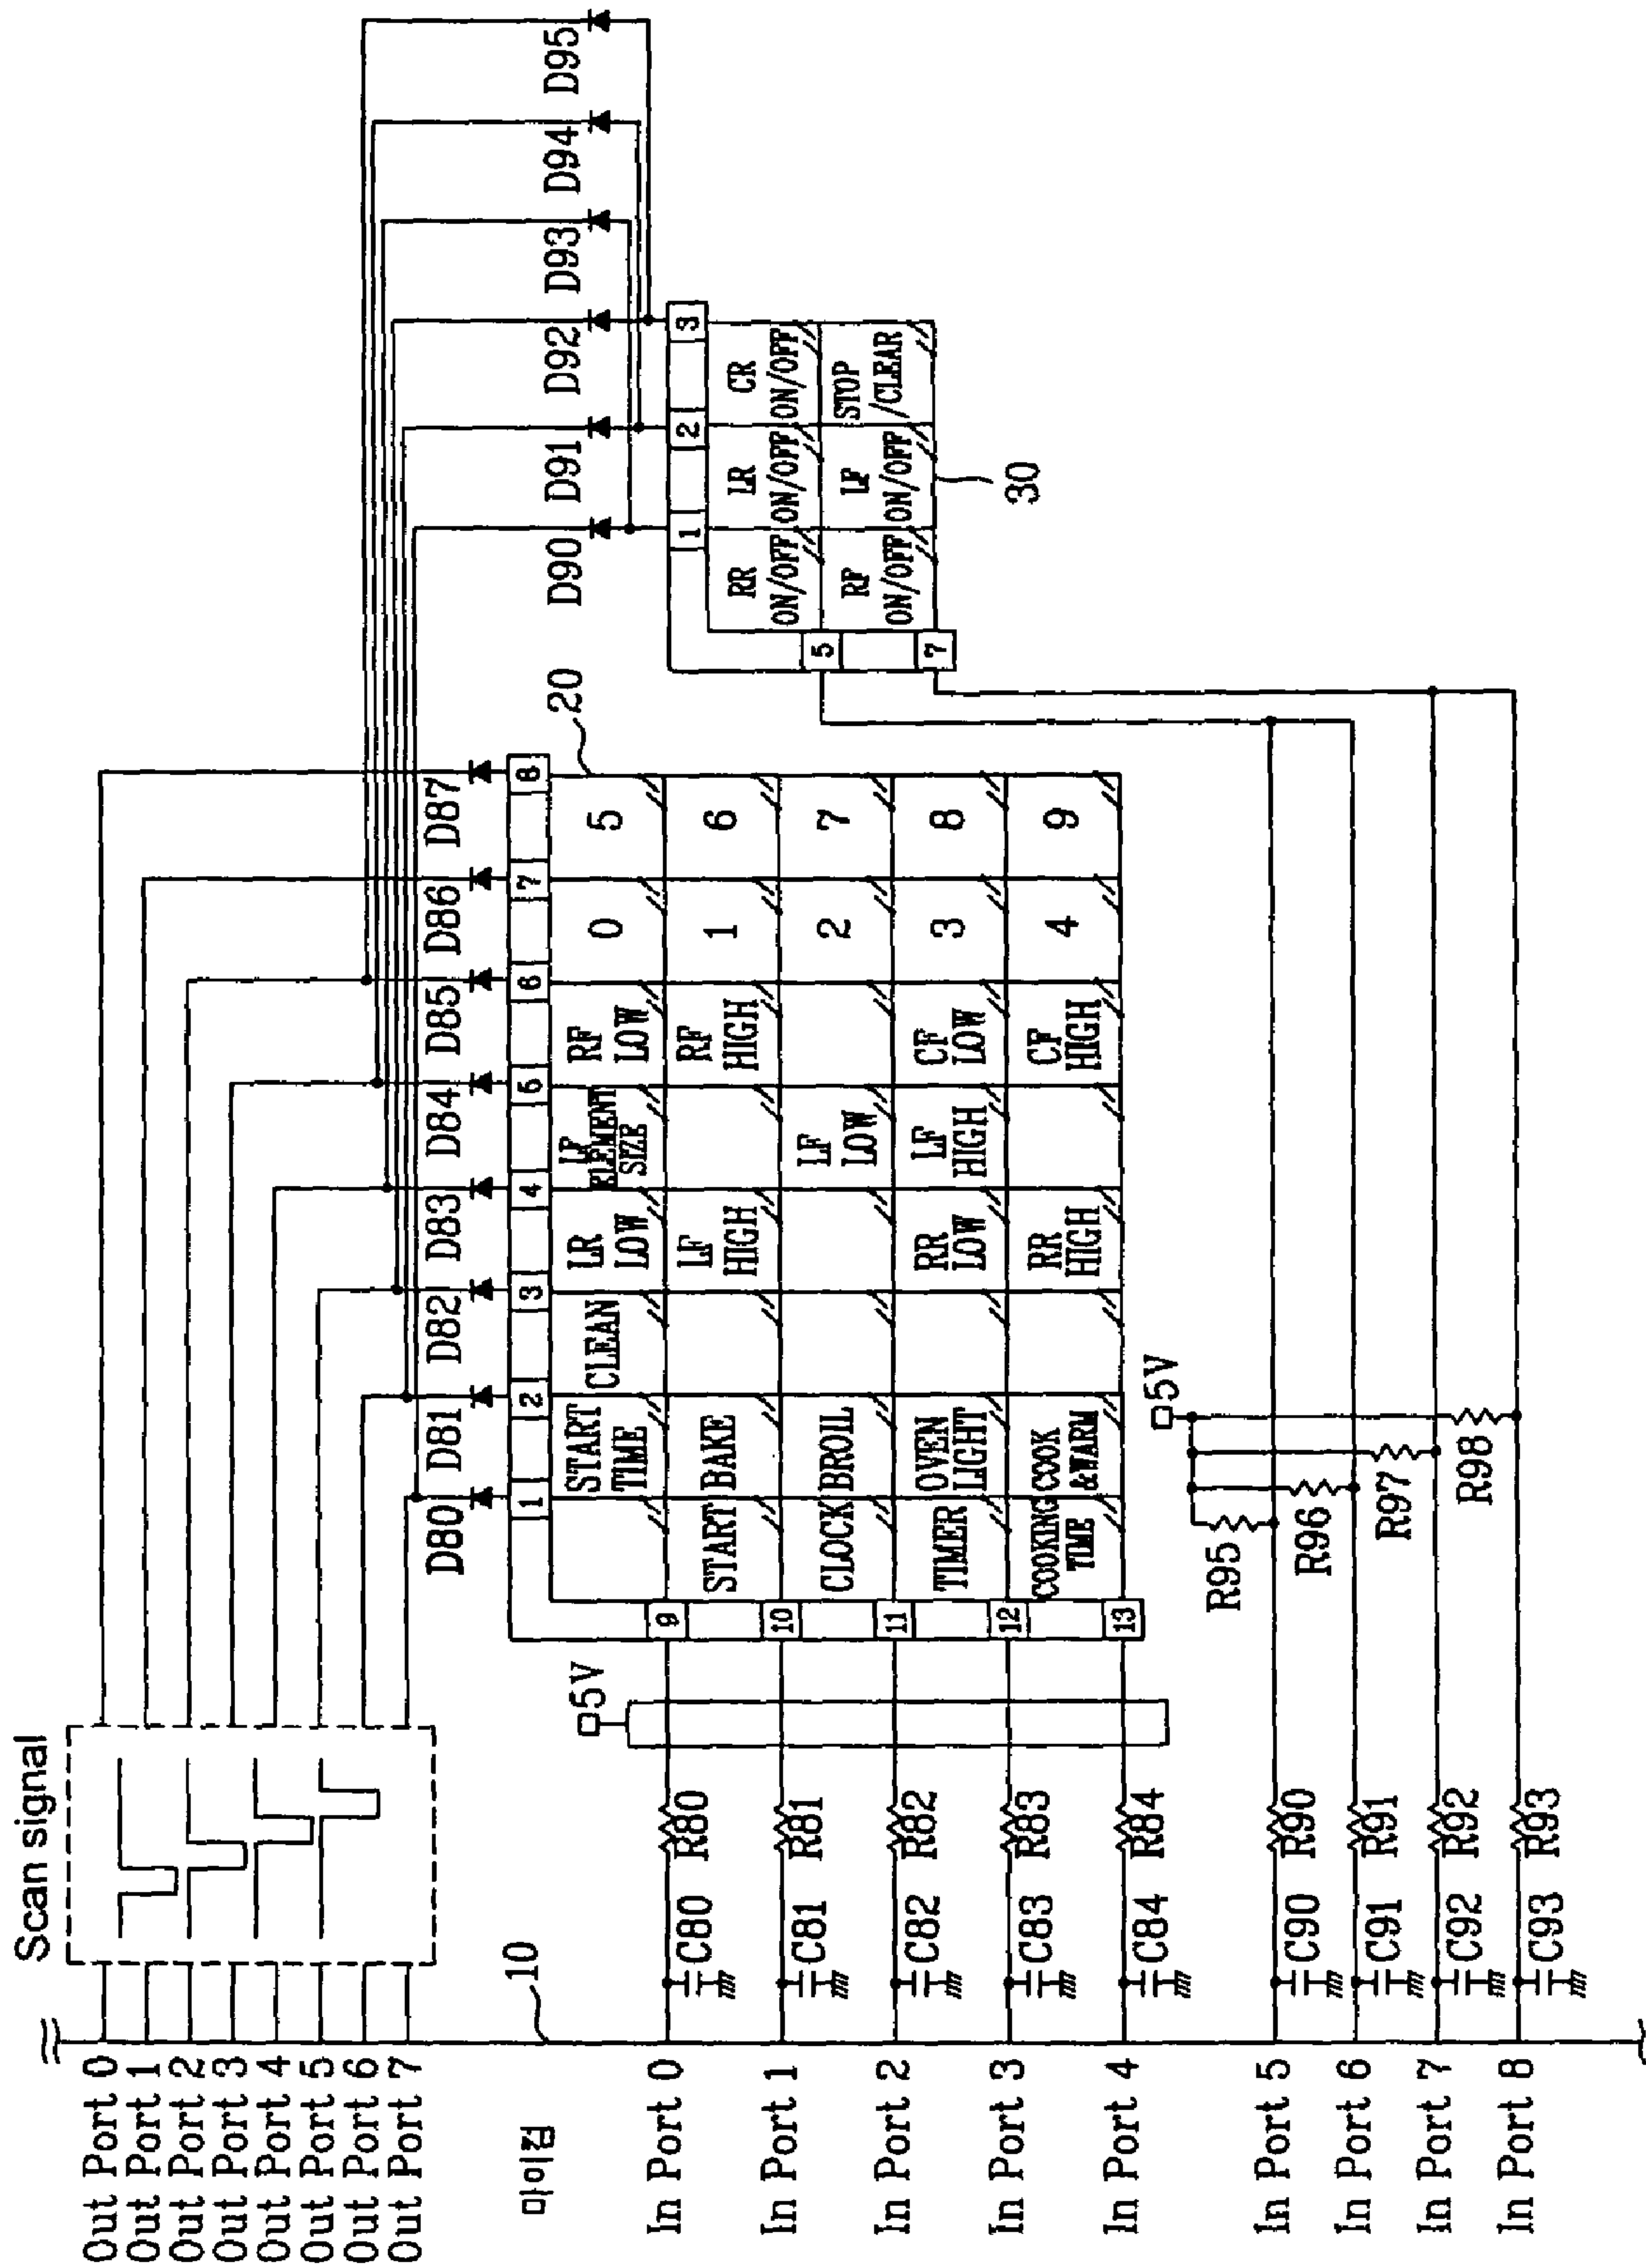 Scan signal
Out Port 0
Out Port 1
Out Port 2
Out Port 3
Out Port 4
Out Port 5
Out Port 6
Out Port 7
D80 D81 D82 D83 D84 D85 D86 D87
D90 D91 D92 D93 D94 D95
마이콤
10
5V
20
1 2 3 4 5 6 7 8
START LR LF RF
TIME CLEAN LOW ELEMENT LOW 0 5
SIZE
9
In Port 0 C80 R80
LF RF
START BAKE HIGH HIGH 1 6
10
In Port 1 C81 R81
LF
CLOCK BROIL LOW 2 7
11
In Port 2 C82 R82
OVEN RR LF CF
TIMER LIGHT LOW HIGH LOW 3 8
12
In Port 3 C83 R83
COOKING COOK RR CF
TIME &WARM HIGH HIGH 4 9
13
In Port 4 C84 R84
1 2 3
RR LR CR
ON/OFF ON/OFF ON/OFF
5
RF LF STOP
ON/OFF ON/OFF /CLEAR
7
30
5V
R95 R96 R97 R98
In Port 5 C90 R90
In Port 6 C91 R91
In Port 7 C92 R92
In Port 8 C93 R93